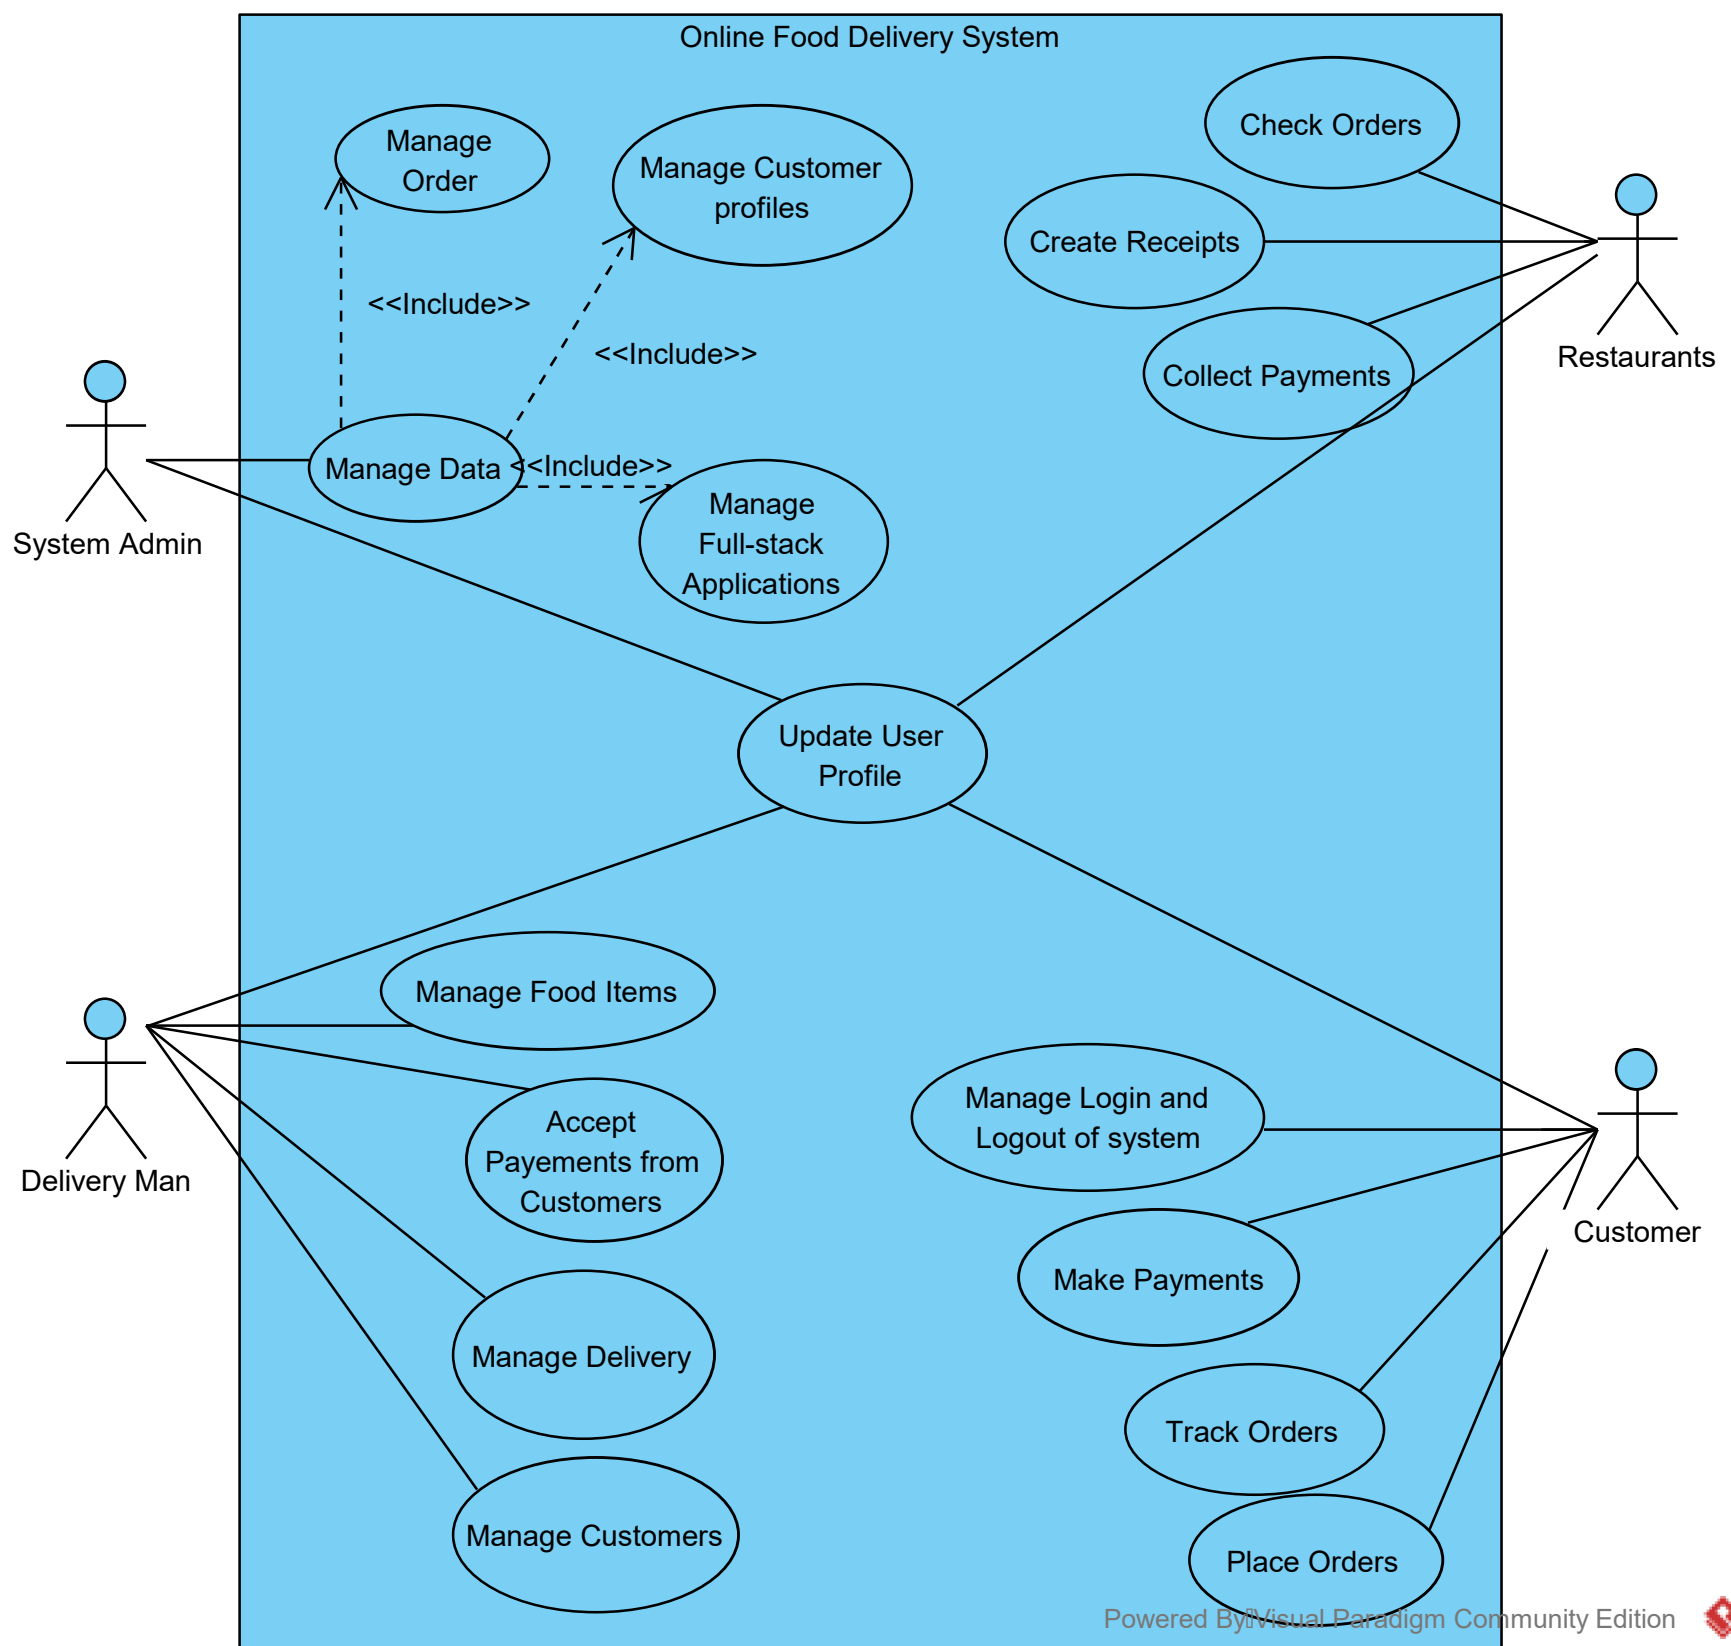 Online Food Delivery System
Manage
Order
Manage Customer
profiles
Check Orders
Create Receipts
<<Include>>
<<Include>>
Collect Payments
Restaurants
Manage Data
<<Include>>
Manage
Full-stack
Applications
System Admin
Update User
Profile
Manage Food Items
Accept
Payements from
Customers
Delivery Man
Manage Login and
Logout of system
Customer
Make Payments
Manage Delivery
Track Orders
Manage Customers
Place Orders
Powered By Visual Paradigm Community Edition